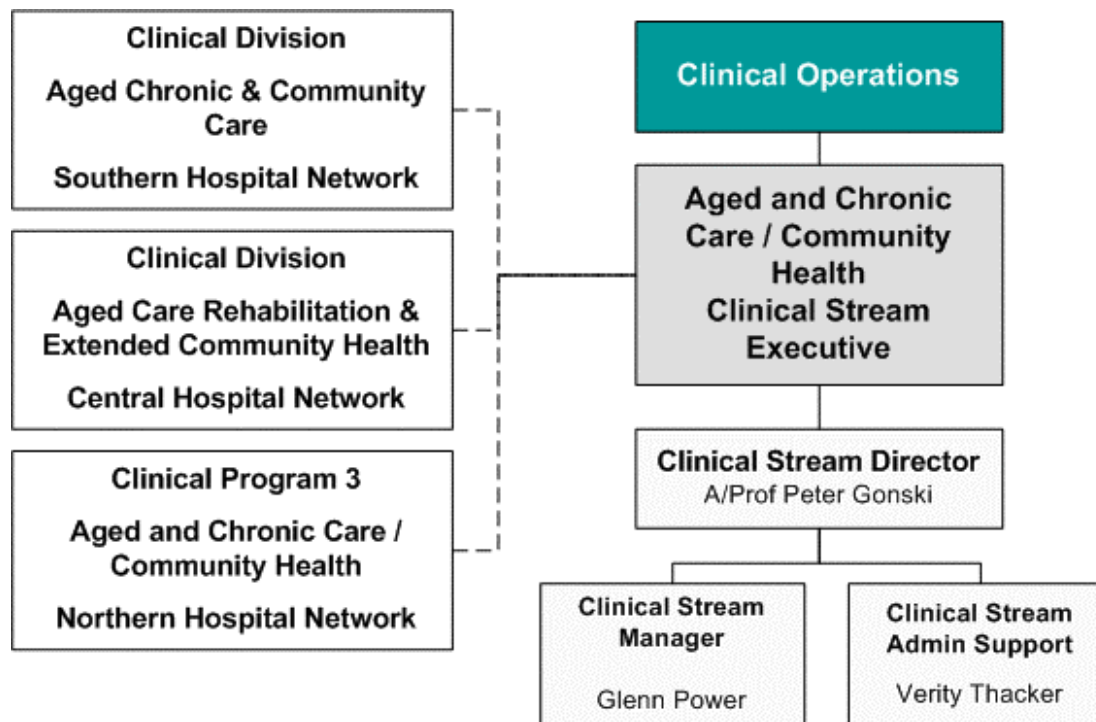 Clinical Division
Aged Chronic & Community
Care
Southern Hospital Network
Clinical Division
Aged Care Rehabilitation &
Extended Community Health
Central Hospital Network
Clinical Program 3
Aged and Chronic Care /
Community Health
Northern Hospital Network
Clinical Operations
Aged and Chronic
Care / Community
Health
Clinical Stream
Executive
Clinical Stream Director
A/Prof Peter Gonski
Clinical Stream
Manager
Glenn Power
Clinical Stream
Admin Support
Verity Thacker